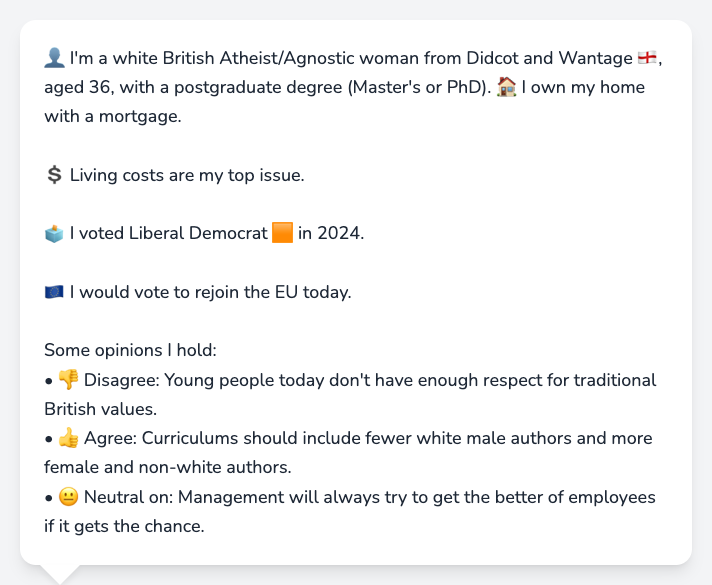 👤 I'm a white British Atheist/Agnostic woman from Didcot and Wantage 🏴󠁧󠁢󠁥󠁮󠁧󠁿,
aged 36, with a postgraduate degree (Master's or PhD). 🏠 I own my home
with a mortgage.
💲 Living costs are my top issue.
🗳️ I voted Liberal Democrat 🟧 in 2024.
🇪🇺 I would vote to rejoin the EU today.
Some opinions I hold:
• 👎 Disagree: Young people today don't have enough respect for traditional
British values.
• 👍 Agree: Curriculums should include fewer white male authors and more
female and non-white authors.
• 😐 Neutral on: Management will always try to get the better of employees
if it gets the chance.